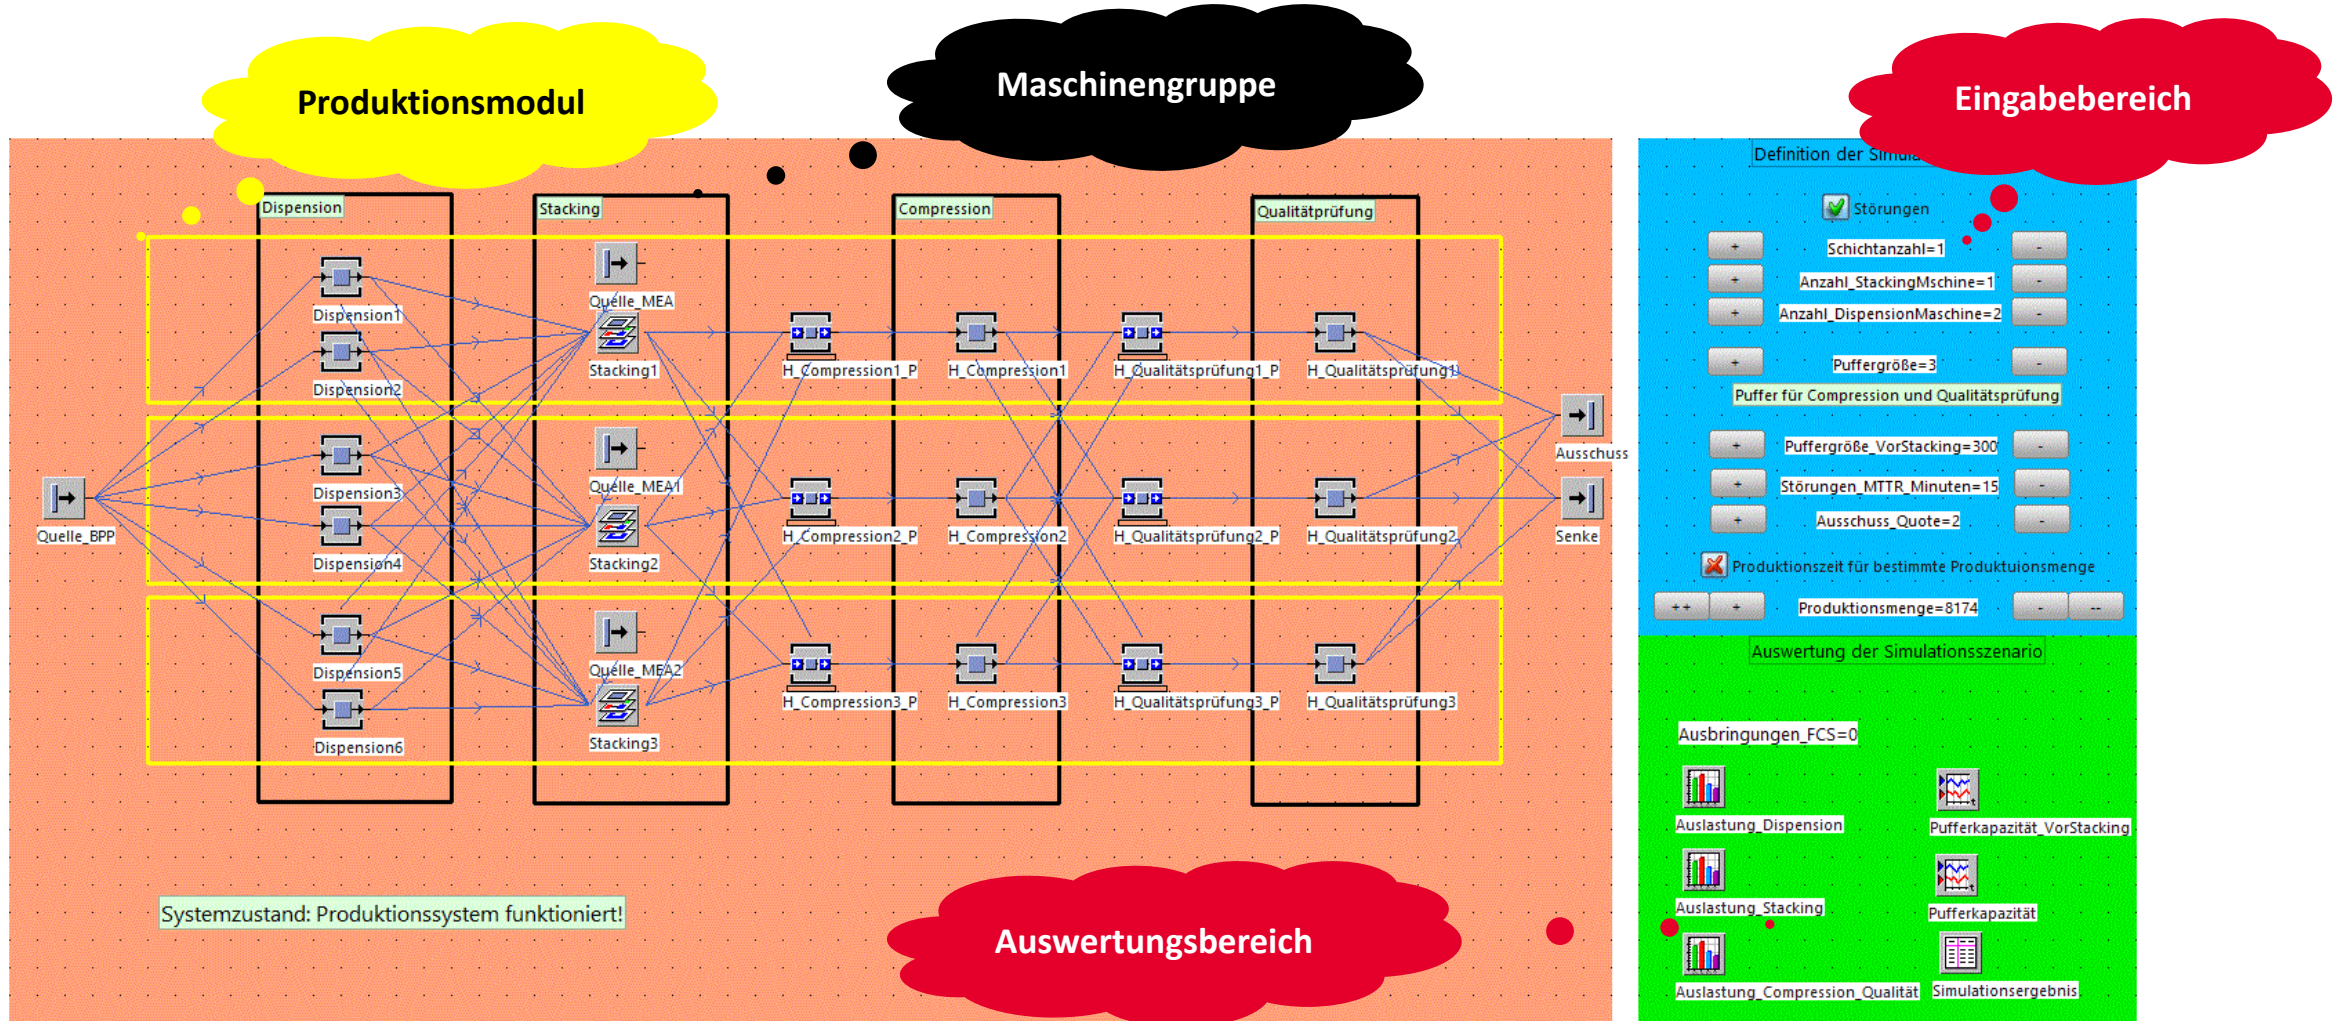 Produktionsmodul
Maschinengruppe
Eingabebereich
Dispension
Stacking
Compression
Qualitätprüfung
Quelle_MEA
Dispension1
Stacking1
H_Compression1_P
H_Compression1
H_Qualitätsprüfung1_P
H_Qualitätsprüfung1
Dispension2
Quelle_BPP
Quelle_MEA1
Dispension3
Stacking2
H_Compression2_P
H_Compression2
H_Qualitätsprüfung2_P
H_Qualitätsprüfung2
Dispension4
Ausschuss
Senke
Quelle_MEA2
Dispension5
Stacking3
H_Compression3_P
H_Compression3
H_Qualitätsprüfung3_P
H_Qualitätsprüfung3
Dispension6
Systemzustand: Produktionssystem funktioniert!
Auswertungsbereich
Definition der
Störungen
+ Schichtanzahl=1 -
+ Anzahl_StackingMschine=1 -
+ Anzahl_DispensionMaschine=2 -
+ Puffergröße=3 -
Puffer für Compression und Qualitätsprüfung
+ Puffergröße_VorStacking=300 -
+ Störungen_MTTR_Minuten=15 -
+ Ausschuss_Quote=2 -
Produktionszeit für bestimmte Produktuionsmenge
++ + Produktionsmenge=8174 - --
Auswertung der Simulationsszenario
Ausbringungen_FCS=0
Auslastung_Dispension
Pufferkapazität_VorStacking
Auslastung_Stacking
Pufferkapazität
Auslastung_Compression_Qualität
Simulationsergebnis